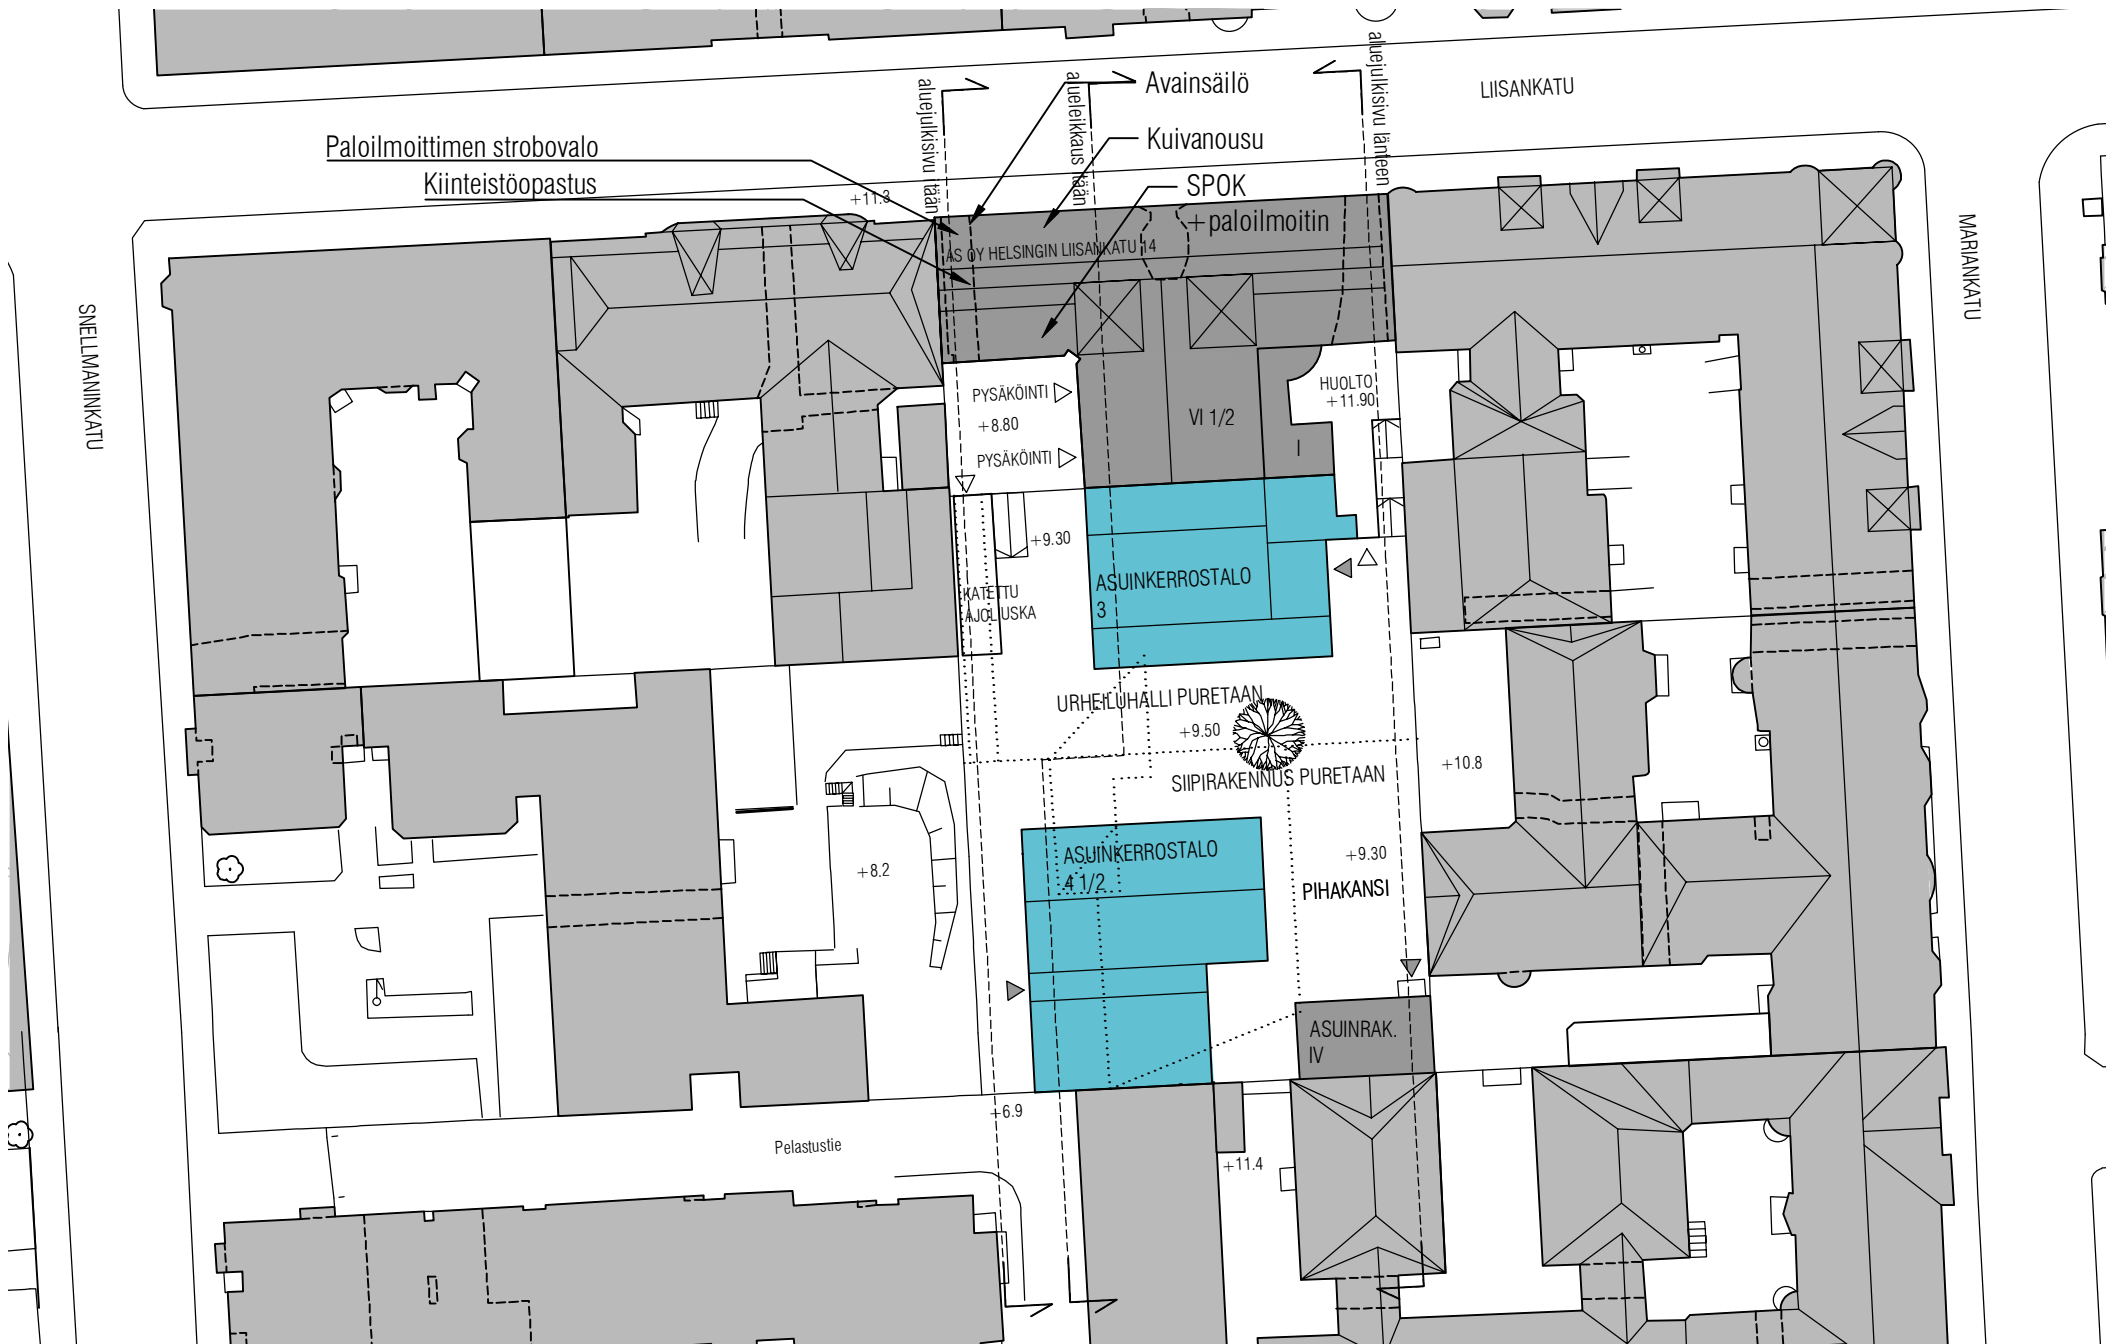 LIISANKATU
Avainsäilö
Kuivanousu
SPOK
+paloilmoitin
Paloilmoittimen strobovalo
Kiinteistöopastus
aluejulkisivu itään
alueleikkaus itään
aluejulkisivu länteen
+11.3
AS OY HELSINGIN LIISANKATU 14
SNELLMANINKATU
MARIANKATU
PYSÄKÖINTI
+8.80
PYSÄKÖINTI
VI 1/2
I
HUOLTO
+11.90
+9.30
KATETTU
AJOLUISKA
ASUINKERROSTALO
3
URHEILUHALLI PURETAAN
+9.50
SIIPIRAKENNUS PURETAAN
+10.8
+8.2
ASUINKERROSTALO
4 1/2
+9.30
PIHAKANSI
ASUINRAK.
IV
+6.9
Pelastustie
+11.4